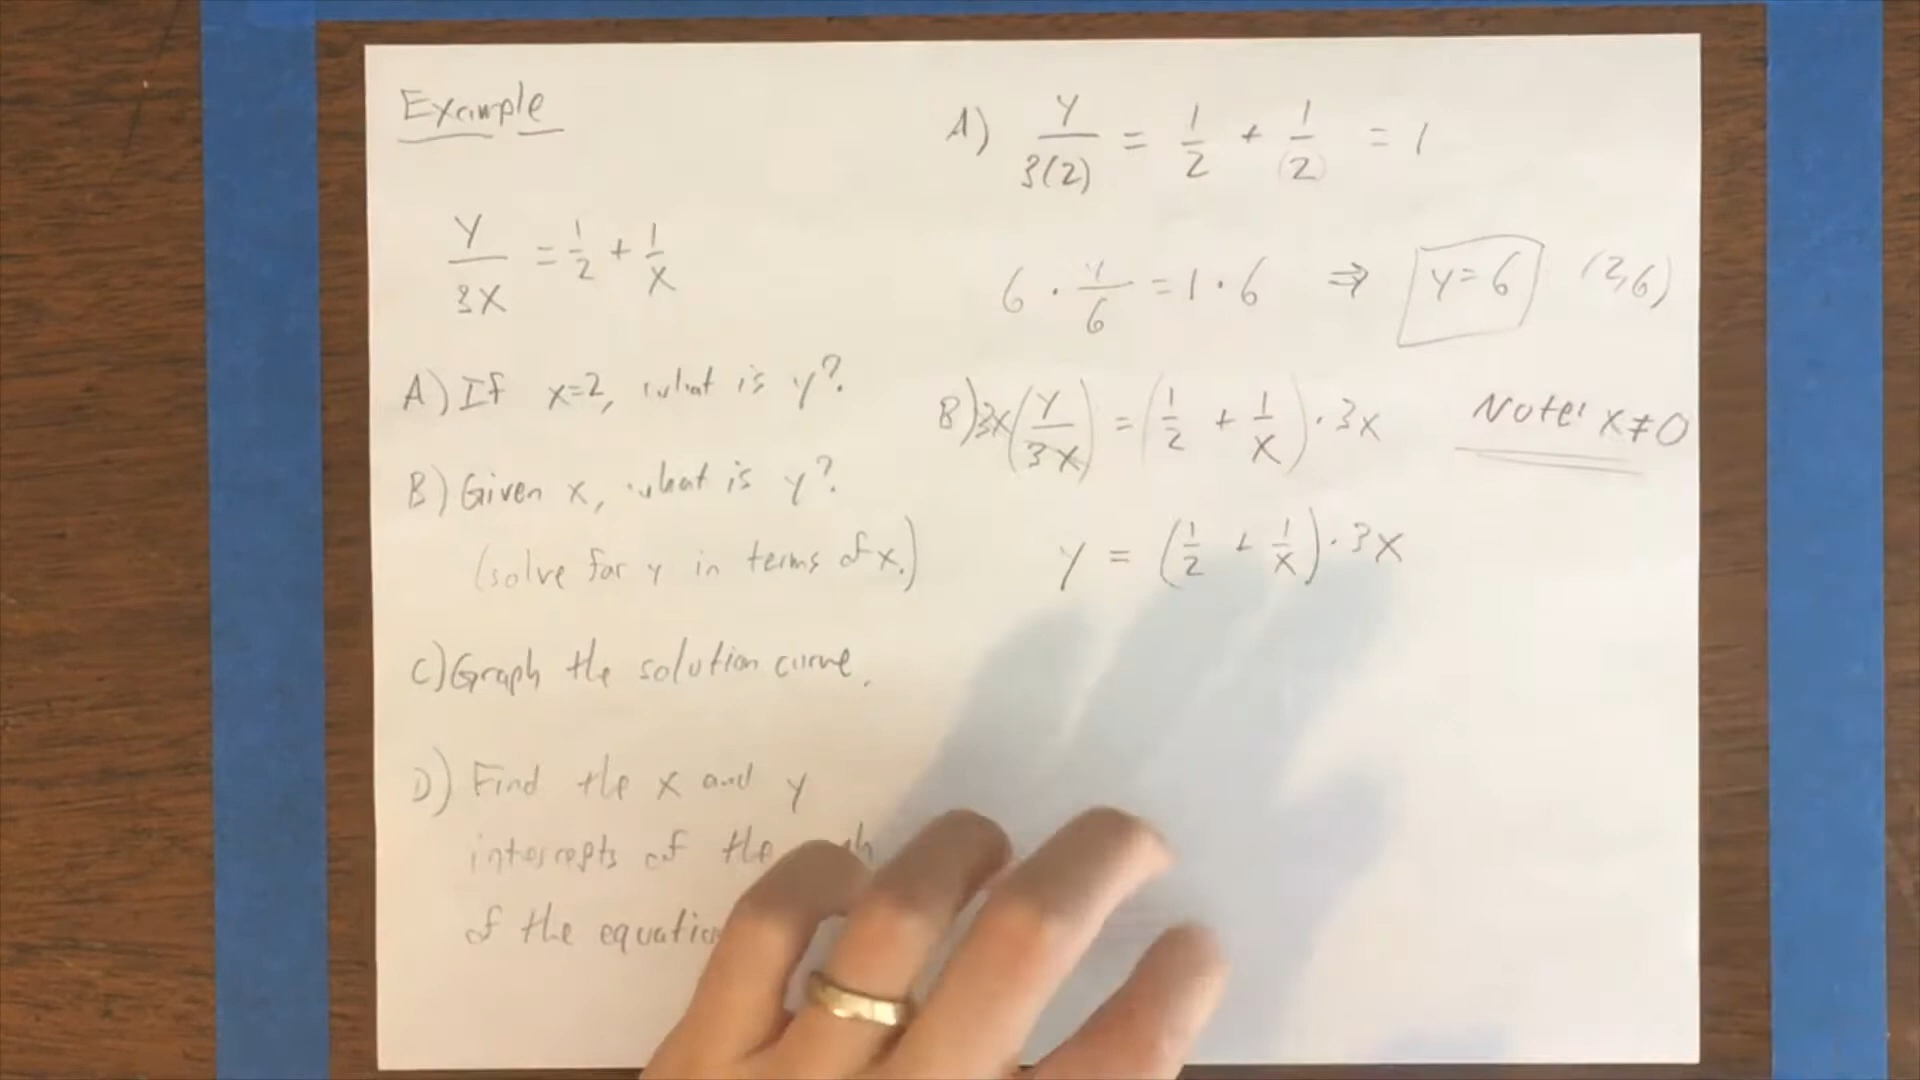 Example
y/3x = 1/2 + 1/x
A) If x=2, what is y?
B) Given x, what is y?
(solve for y in terms of x.)
C) Graph the solution curve.
D) Find the x and y
intercepts of the
of the equation
A) y/3(2) = 1/2 + 1/(2) = 1
6 · y/6 = 1 · 6 ⇒ y=6 (2,6)
B) 3x(y/3x) = (1/2 + 1/x) · 3x Note! x≠0
y = (1/2 + 1/x) · 3x